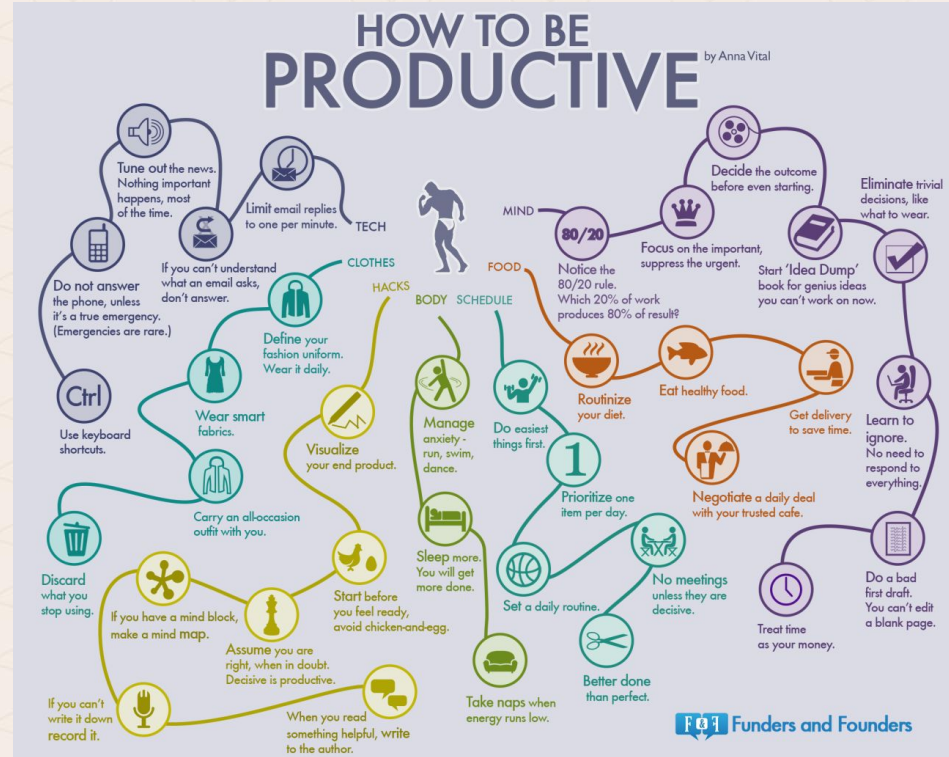 HOW TO BE
PRODUCTIVE
by Anna Vital
TECH
Limit email replies
to one per minute.
If you can't understand
what an email asks,
don't answer.
Tune out the news.
Nothing important
happens, most
of the time.
Do not answer
the phone, unless
it's a true emergency.
(Emergencies are rare.)
Ctrl
Use keyboard
shortcuts.
CLOTHES
Define your
fashion uniform.
Wear it daily.
Wear smart
fabrics.
Carry an all-occasion
outfit with you.
Discard
what you
stop using.
HACKS
Visualize
your end product.
Start before
you feel ready,
avoid chicken-and-egg.
Assume you are
right, when in doubt.
Decisive is productive.
If you have a mind block,
make a mind map.
If you can't
write it down
record it.
When you read
something helpful, write
to the author.
BODY
Manage
anxiety -
run, swim,
dance.
Sleep more.
You will get
more done.
Take naps when
energy runs low.
SCHEDULE
Do easiest
things first.
1
Prioritize one
item per day.
Set a daily routine.
No meetings
unless they are
decisive.
Better done
than perfect.
FOOD
Routinize
your diet.
Eat healthy food.
Get delivery
to save time.
Negotiate a daily deal
with your trusted cafe.
MIND
80/20
Notice the
80/20 rule.
Which 20% of work
produces 80% of result?
Focus on the important,
suppress the urgent.
Decide the outcome
before even starting.
Start 'Idea Dump'
book for genius ideas
you can't work on now.
Eliminate trivial
decisions, like
what to wear.
Learn to
ignore.
No need to
respond to
everything.
Do a bad
first draft.
You can't edit
a blank page.
Treat time
as your money.
F&F Funders and Founders